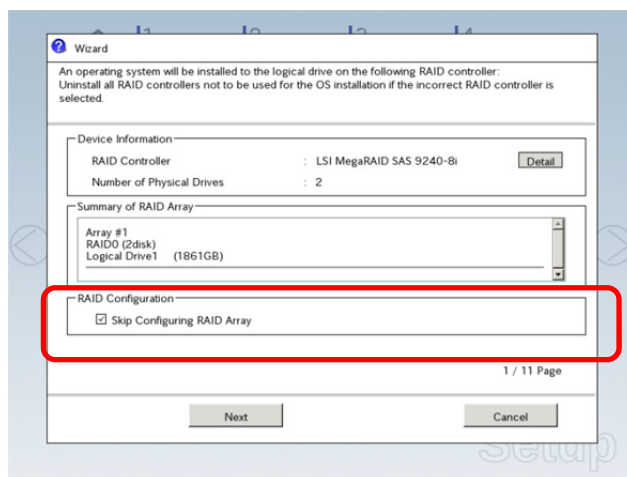 Wizard
An operating system will be installed to the logical drive on the following RAID controller:
Uninstall all RAID controllers not to be used for the OS installation if the incorrect RAID controller is
selected.
Device Information
RAID Controller : LSI MegaRAID SAS 9240-8i Detail
Number of Physical Drives : 2
Summary of RAID Array
Array #1
RAID0 (2disk)
Logical Drive1 (1861GB)
RAID Configuration
Skip Configuring RAID Array
1 / 11 Page
Next Cancel
Setup